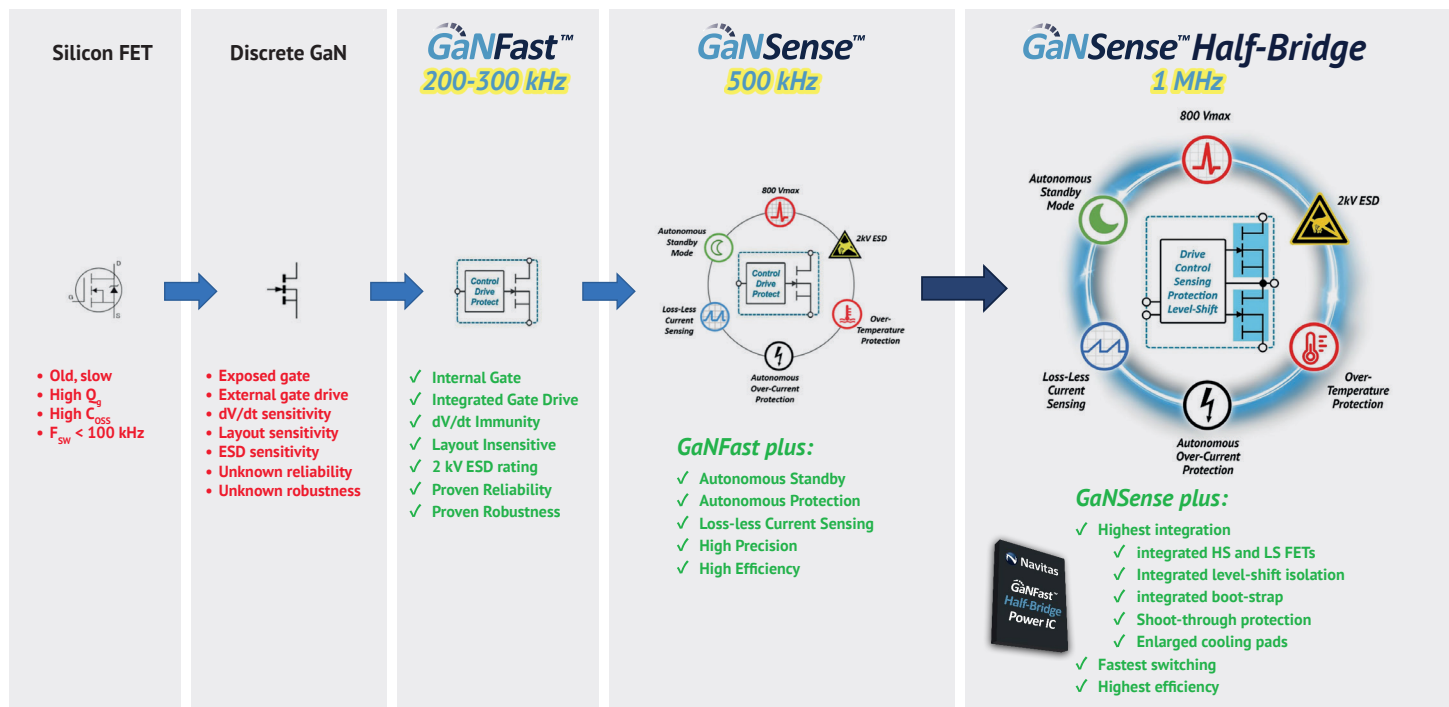 Silicon FET
• Old, slow
• High Qg
• High COSS
• FSW < 100 kHz
D
G
S
Discrete GaN
• Exposed gate
• External gate drive
• dV/dt sensitivity
• Layout sensitivity
• ESD sensitivity
• Unknown reliability
• Unknown robustness
GaNFast™
200-300 kHz
Control
Drive
Protect
✓ Internal Gate
✓ Integrated Gate Drive
✓ dV/dt Immunity
✓ Layout Insensitive
✓ 2 kV ESD rating
✓ Proven Reliability
✓ Proven Robustness
GaNSense™
500 kHz
800 Vmax
Autonomous
Standby
Mode
2kV ESD
Control
Drive
Protect
Loss-Less
Current
Sensing
Over-
Temperature
Protection
Autonomous
Over-Current
Protection
GaNFast plus:
✓ Autonomous Standby
✓ Autonomous Protection
✓ Loss-less Current Sensing
✓ High Precision
✓ High Efficiency
GaNSense™ Half-Bridge
1 MHz
800 Vmax
Autonomous
Standby
Mode
2kV ESD
Drive
Control
Sensing
Protection
Level-Shift
Loss-Less
Current
Sensing
Over-
Temperature
Protection
Autonomous
Over-Current
Protection
GaNSense plus:
✓ Highest integration
✓ integrated HS and LS FETs
✓ Integrated level-shift isolation
✓ integrated boot-strap
✓ Shoot-through protection
✓ Enlarged cooling pads
✓ Fastest switching
✓ Highest efficiency
Navitas
GaNFast™
Half-Bridge
Power IC